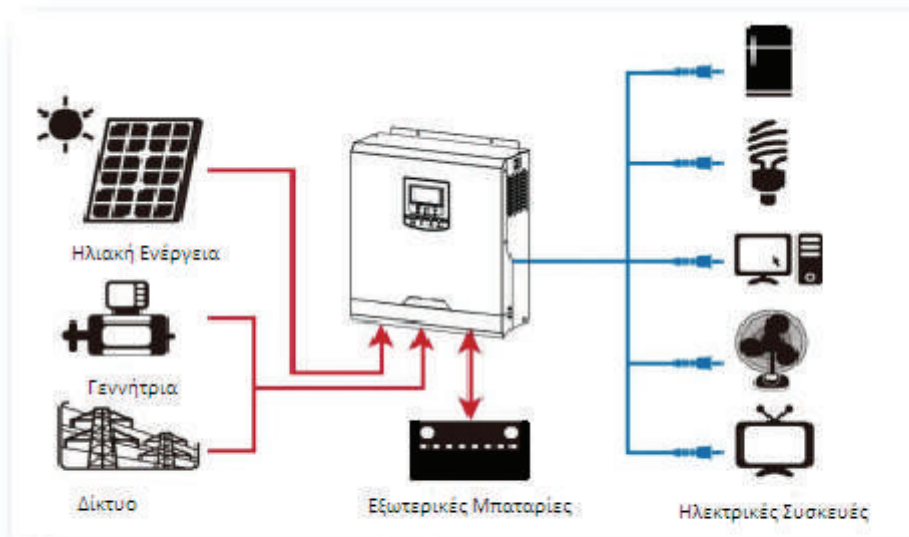 Ηλιακή Ενέργεια
Γεννήτρια
Δίκτυο
Εξωτερικές Μπαταρίες
Ηλεκτρικές Συσκευές